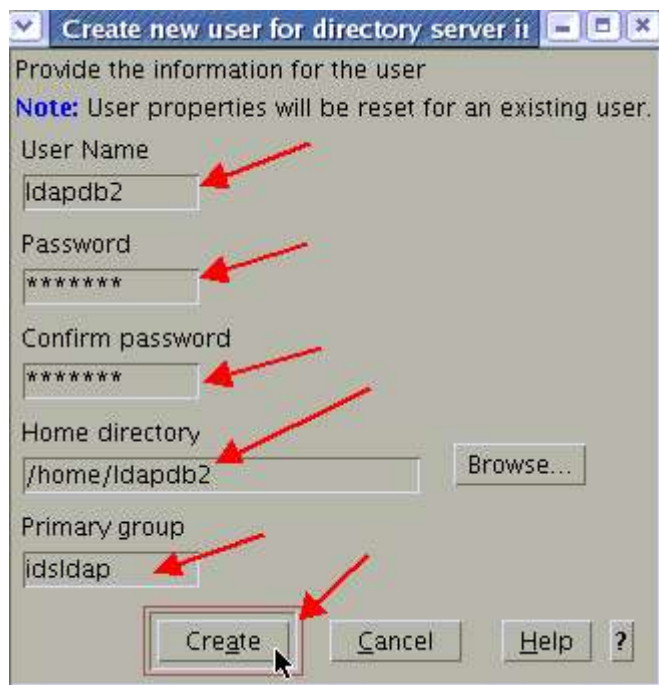 Create new user for directory server in
Provide the information for the user
Note: User properties will be reset for an existing user.
User Name
ldapdb2
Password
*******
Confirm password
*******
Home directory
/home/ldapdb2
Browse...
Primary group
idsldap
Create
Cancel
Help
?